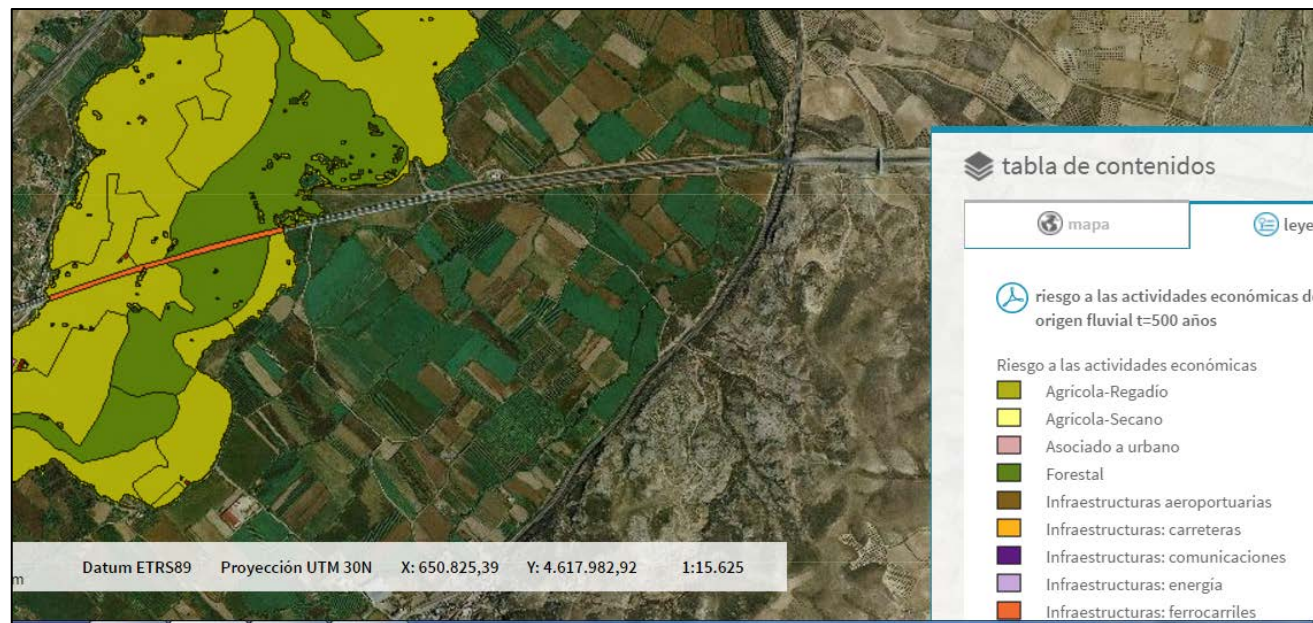 tabla de contenidos
mapa
leye
riesgo a las actividades económicas de
origen fluvial t=500 años
Riesgo a las actividades económicas
Agricola-Regadío
Agricola-Secano
Asociado a urbano
Forestal
Infraestructuras aeroportuarias
Infraestructuras: carreteras
Infraestructuras: comunicaciones
Infraestructuras: energía
Infraestructuras: ferrocarriles
m Datum ETRS89 Proyección UTM 30N X: 650.825,39 Y: 4.617.982,92 1:15.625